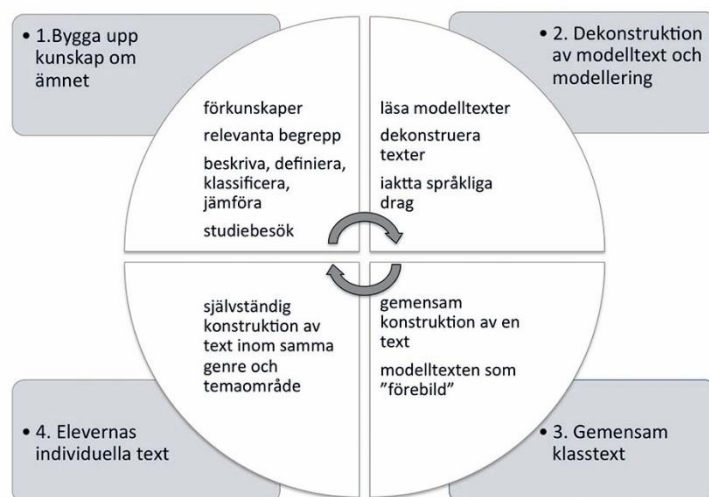 • 1.Bygga upp
kunskap om
ämnet
förkunskaper
relevanta begrepp
beskriva, definiera,
klassificera,
jämföra
studiebesök
• 2. Dekonstruktion
av modelltext och
modellering
läsa modelltexter
dekonstruera
texter
iaktta språkliga
drag
gemensam
konstruktion av en
text
modelltexten som
”förebild”
• 3. Gemensam
klasstext
självständig
konstruktion av
text inom samma
genre och
temaområde
• 4. Elevernas
individuella text